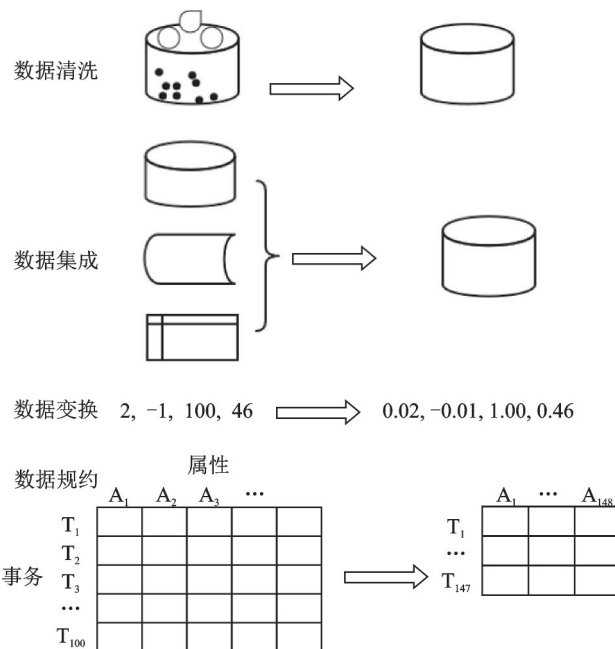 数据清洗
数据集成
数据变换 2, −1, 100, 46 0.02, −0.01, 1.00, 0.46
数据规约 属性
A1 A2 A3 ··· A1 ··· A148
T1 T1
T2 ···
事务 T3 T147
···
T100